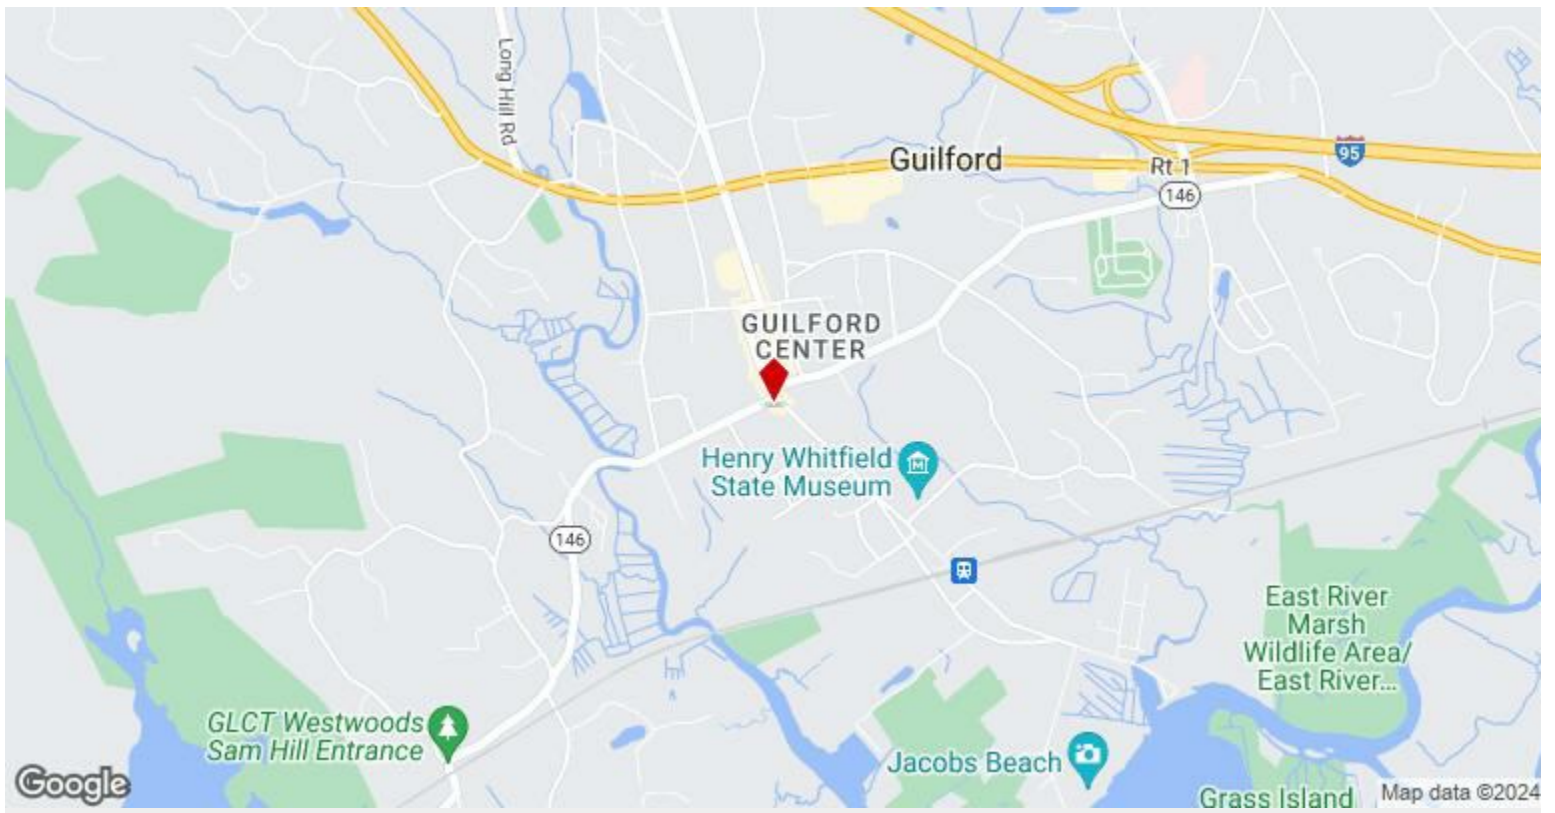 Long Hill Rd
Guilford
95
Rt 1
146
GUILFORD
CENTER
Henry Whitfield
State Museum
146
East River
Marsh
Wildlife Area/
East River...
GLCT Westwoods
Sam Hill Entrance
Jacobs Beach
Grass Island
Google
Map data ©2024